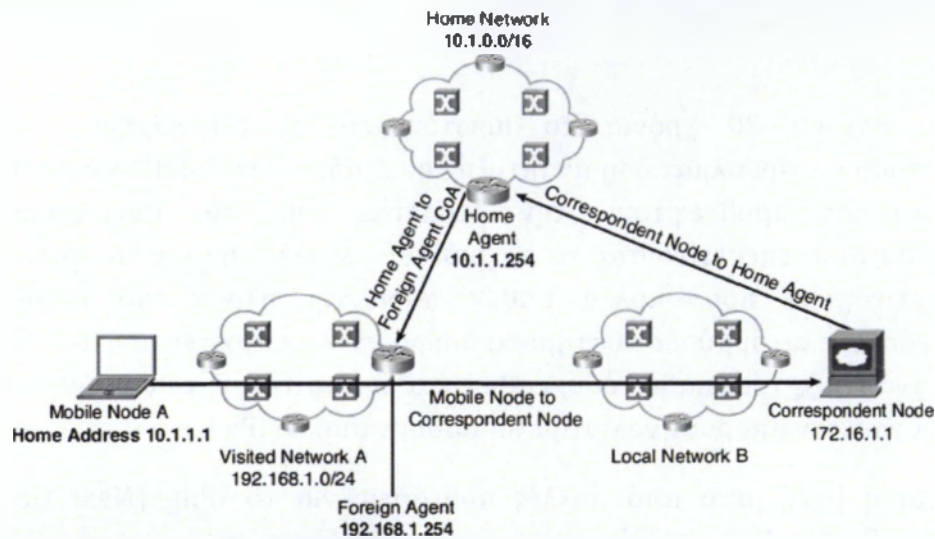 Home Network
10.1.0.0/16
Home Agent to
Foreign Agent CoA
Home
Agent
10.1.1.254
Correspondent Node to Home Agent
Mobile Node A
Home Address 10.1.1.1
Mobile Node to
Correspondent Node
Correspondent Node
172.16.1.1
Visited Network A
192.168.1.0/24
Local Network B
Foreign Agent
192.168.1.254